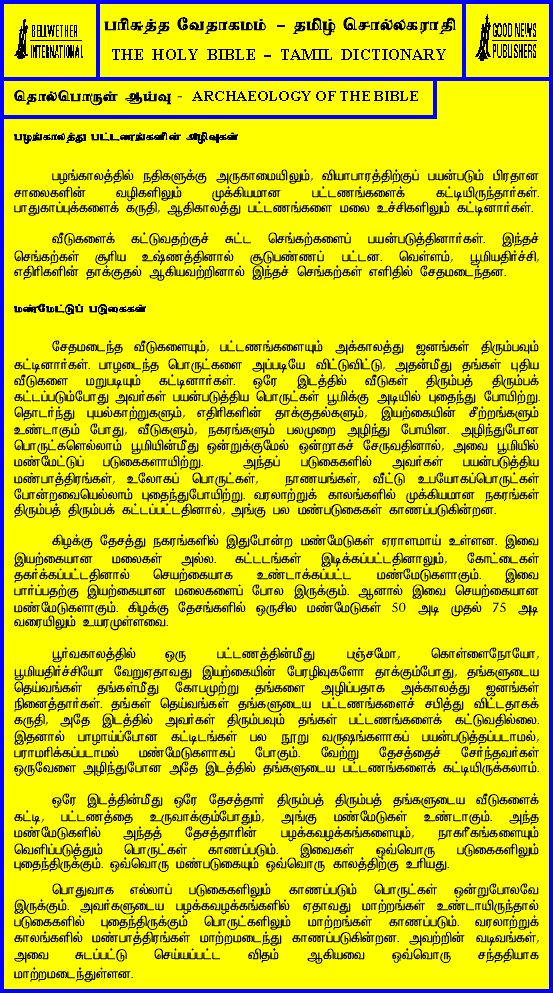 BELLWETHER
INTERNATIONAL
பரிசுத்த வேதாகமம் – தமிழ் சொல்லகராதி
THE HOLY BIBLE – TAMIL DICTIONARY
GOOD NEWS
PUBLISHERS
தொல்பொருள் ஆய்வு - ARCHAEOLOGY OF THE BIBLE
பழங்காலத்து பட்டணங்களின் அழிவுகள்
பழங்காலத்தில் நதிகளுக்கு அருகாமையிலும், வியாபாரத்திற்குப் பயன்படும் பிரதான
சாலைகளின் வழிகளிலும் முக்கியமான பட்டணங்களைக் கட்டியிருந்தார்கள்.
பாதுகாப்புக்களைக் கருதி, ஆதிகாலத்து பட்டணங்களை மலை உச்சிகளிலும் கட்டினார்கள்.
வீடுகளைக் கட்டுவதற்குச் சுட்ட செங்கற்களைப் பயன்படுத்தினார்கள். இந்தச்
செங்கற்கள் சூரிய உஷ்ணத்தினால் சூடுபண்ணப் பட்டன. வெள்ளம், பூமியதிர்ச்சி,
எதிரிகளின் தாக்குதல் ஆகியவற்றினால் இந்தச் செங்கற்கள் எளிதில் சேதமடைந்தன.
மண்மேட்டுப் படுகைகள்
சேதமடைந்த வீடுகளையும், பட்டணங்களையும் அக்காலத்து ஜனங்கள் திரும்பவும்
கட்டினார்கள். பாழடைந்த பொருட்களை அப்படியே விட்டுவிட்டு, அதன்மீது தங்கள் புதிய
வீடுகளை மறுபடியும் கட்டினார்கள். ஒரே இடத்தில் வீடுகள் திரும்பத் திரும்பக்
கட்டப்படும்போது அவர்கள் பயன்படுத்திய பொருட்கள் பூமிக்கு அடியில் புதைந்து போயிற்று.
தொடர்ந்து புயல்காற்றுகளும், எதிரிகளின் தாக்குதல்களும், இயற்கையின் சீற்றங்களும்
உண்டாகும் போது, வீடுகளும், நகரங்களும் பலமுறை அழிந்து போயின. அழிந்துபோன
பொருட்களெல்லாம் பூமியின்மீது ஒன்றுக்குமேல் ஒன்றாகச் சேருவதினால், அவை பூமியில்
மண்மேட்டுப் படுகைகளாயிற்று. அந்தப் படுகைகளில் அவர்கள் பயன்படுத்திய
மண்பாத்திரங்கள், உலோகப் பொருட்கள், நாணயங்கள், வீட்டு உபயோகப்பொருட்கள்
போன்றவையெல்லாம் புதைந்துபோயிற்று. வரலாற்றுக் காலங்களில் முக்கியமான நகரங்கள்
திரும்பத் திரும்பக் கட்டப்பட்டதினால், அங்கு பல மண்படுகைகள் காணப்படுகின்றன.
கிழக்கு தேசத்து நகரங்களில் இதுபோன்ற மண்மேடுகள் ஏராளமாய் உள்ளன. இவை
இயற்கையான மலைகள் அல்ல. கட்டடங்கள் இடிக்கப்பட்டதினாலும், கோட்டைகள்
தகர்க்கப்பட்டதினால் செயற்கையாக உண்டாக்கப்பட்ட மண்மேடுகளாகும். இவை
பார்ப்பதற்கு இயற்கையான மலைகளைப் போல இருக்கும். ஆனால் இவை செயற்கையான
மண்மேடுகளாகும். கிழக்கு தேசங்களில் ஒருசில மண்மேடுகள் 50 அடி முதல் 75 அடி
வரையிலும் உயரமுள்ளவை.
பூர்வகாலத்தில் ஒரு பட்டணத்தின்மீது பஞ்சமோ, கொள்ளைநோயோ,
பூமியதிர்ச்சியோ வேறுஏதாவது இயற்கையின் பேரழிவுகளோ தாக்கும்போது, தங்களுடைய
தெய்வங்கள் தங்கள்மீது கோபமுற்று தங்களை அழிப்பதாக அக்காலத்து ஜனங்கள்
நினைத்தார்கள். தங்கள் தெய்வங்கள் தங்களுடைய பட்டணங்களைச் சபித்து விட்டதாகக்
கருதி, அதே இடத்தில் அவர்கள் திரும்பவும் தங்கள் பட்டணங்களைக் கட்டுவதில்லை.
இதனால் பாழாய்ப்போன கட்டிடங்கள் பல நூறு வருஷங்களாகப் பயன்படுத்தப்படாமல்,
பராமரிக்கப்படாமல் மண்மேடுகளாகப் போகும். வேற்று தேசத்தைச் சேர்ந்தவர்கள்
ஒருவேளை அழிந்துபோன அதே இடத்தில் தங்களுடைய பட்டணங்களைக் கட்டியிருக்கலாம்.
ஒரே இடத்தின்மீது ஒரே தேசத்தார் திரும்பத் திரும்பத் தங்களுடைய வீடுகளைக்
கட்டி, பட்டணத்தை உருவாக்கும்போதும், அங்கு மண்மேடுகள் உண்டாகும். அந்த
மண்மேடுகளில் அந்தத் தேசத்தாரின் பழக்கவழக்கங்களையும், நாகரீகங்களையும்
வெளிப்படுத்தும் பொருட்கள் காணப்படும். இவைகள் ஒவ்வொரு படுகைகளிலும்
புதைந்திருக்கும். ஒவ்வொரு மண்படுகையும் ஒவ்வொரு காலத்திற்கு உரியது.
பொதுவாக எல்லாப் படுகைகளிலும் காணப்படும் பொருட்கள் ஒன்றுபோலவே
இருக்கும். அவர்களுடைய பழக்கவழக்கங்களில் ஏதாவது மாற்றங்கள் உண்டாயிருந்தால்
படுகைகளில் புதைந்திருக்கும் பொருட்களிலும் மாற்றங்கள் காணப்படும். வரலாற்றுக்
காலங்களில் மண்பாத்திரங்கள் மாற்றமடைந்து காணப்படுகின்றன. அவற்றின் வடிவங்கள்,
அவை சுடப்பட்டு செய்யப்பட்ட விதம் ஆகியவை ஒவ்வொரு சந்ததியாக
மாற்றமடைந்துள்ளன.